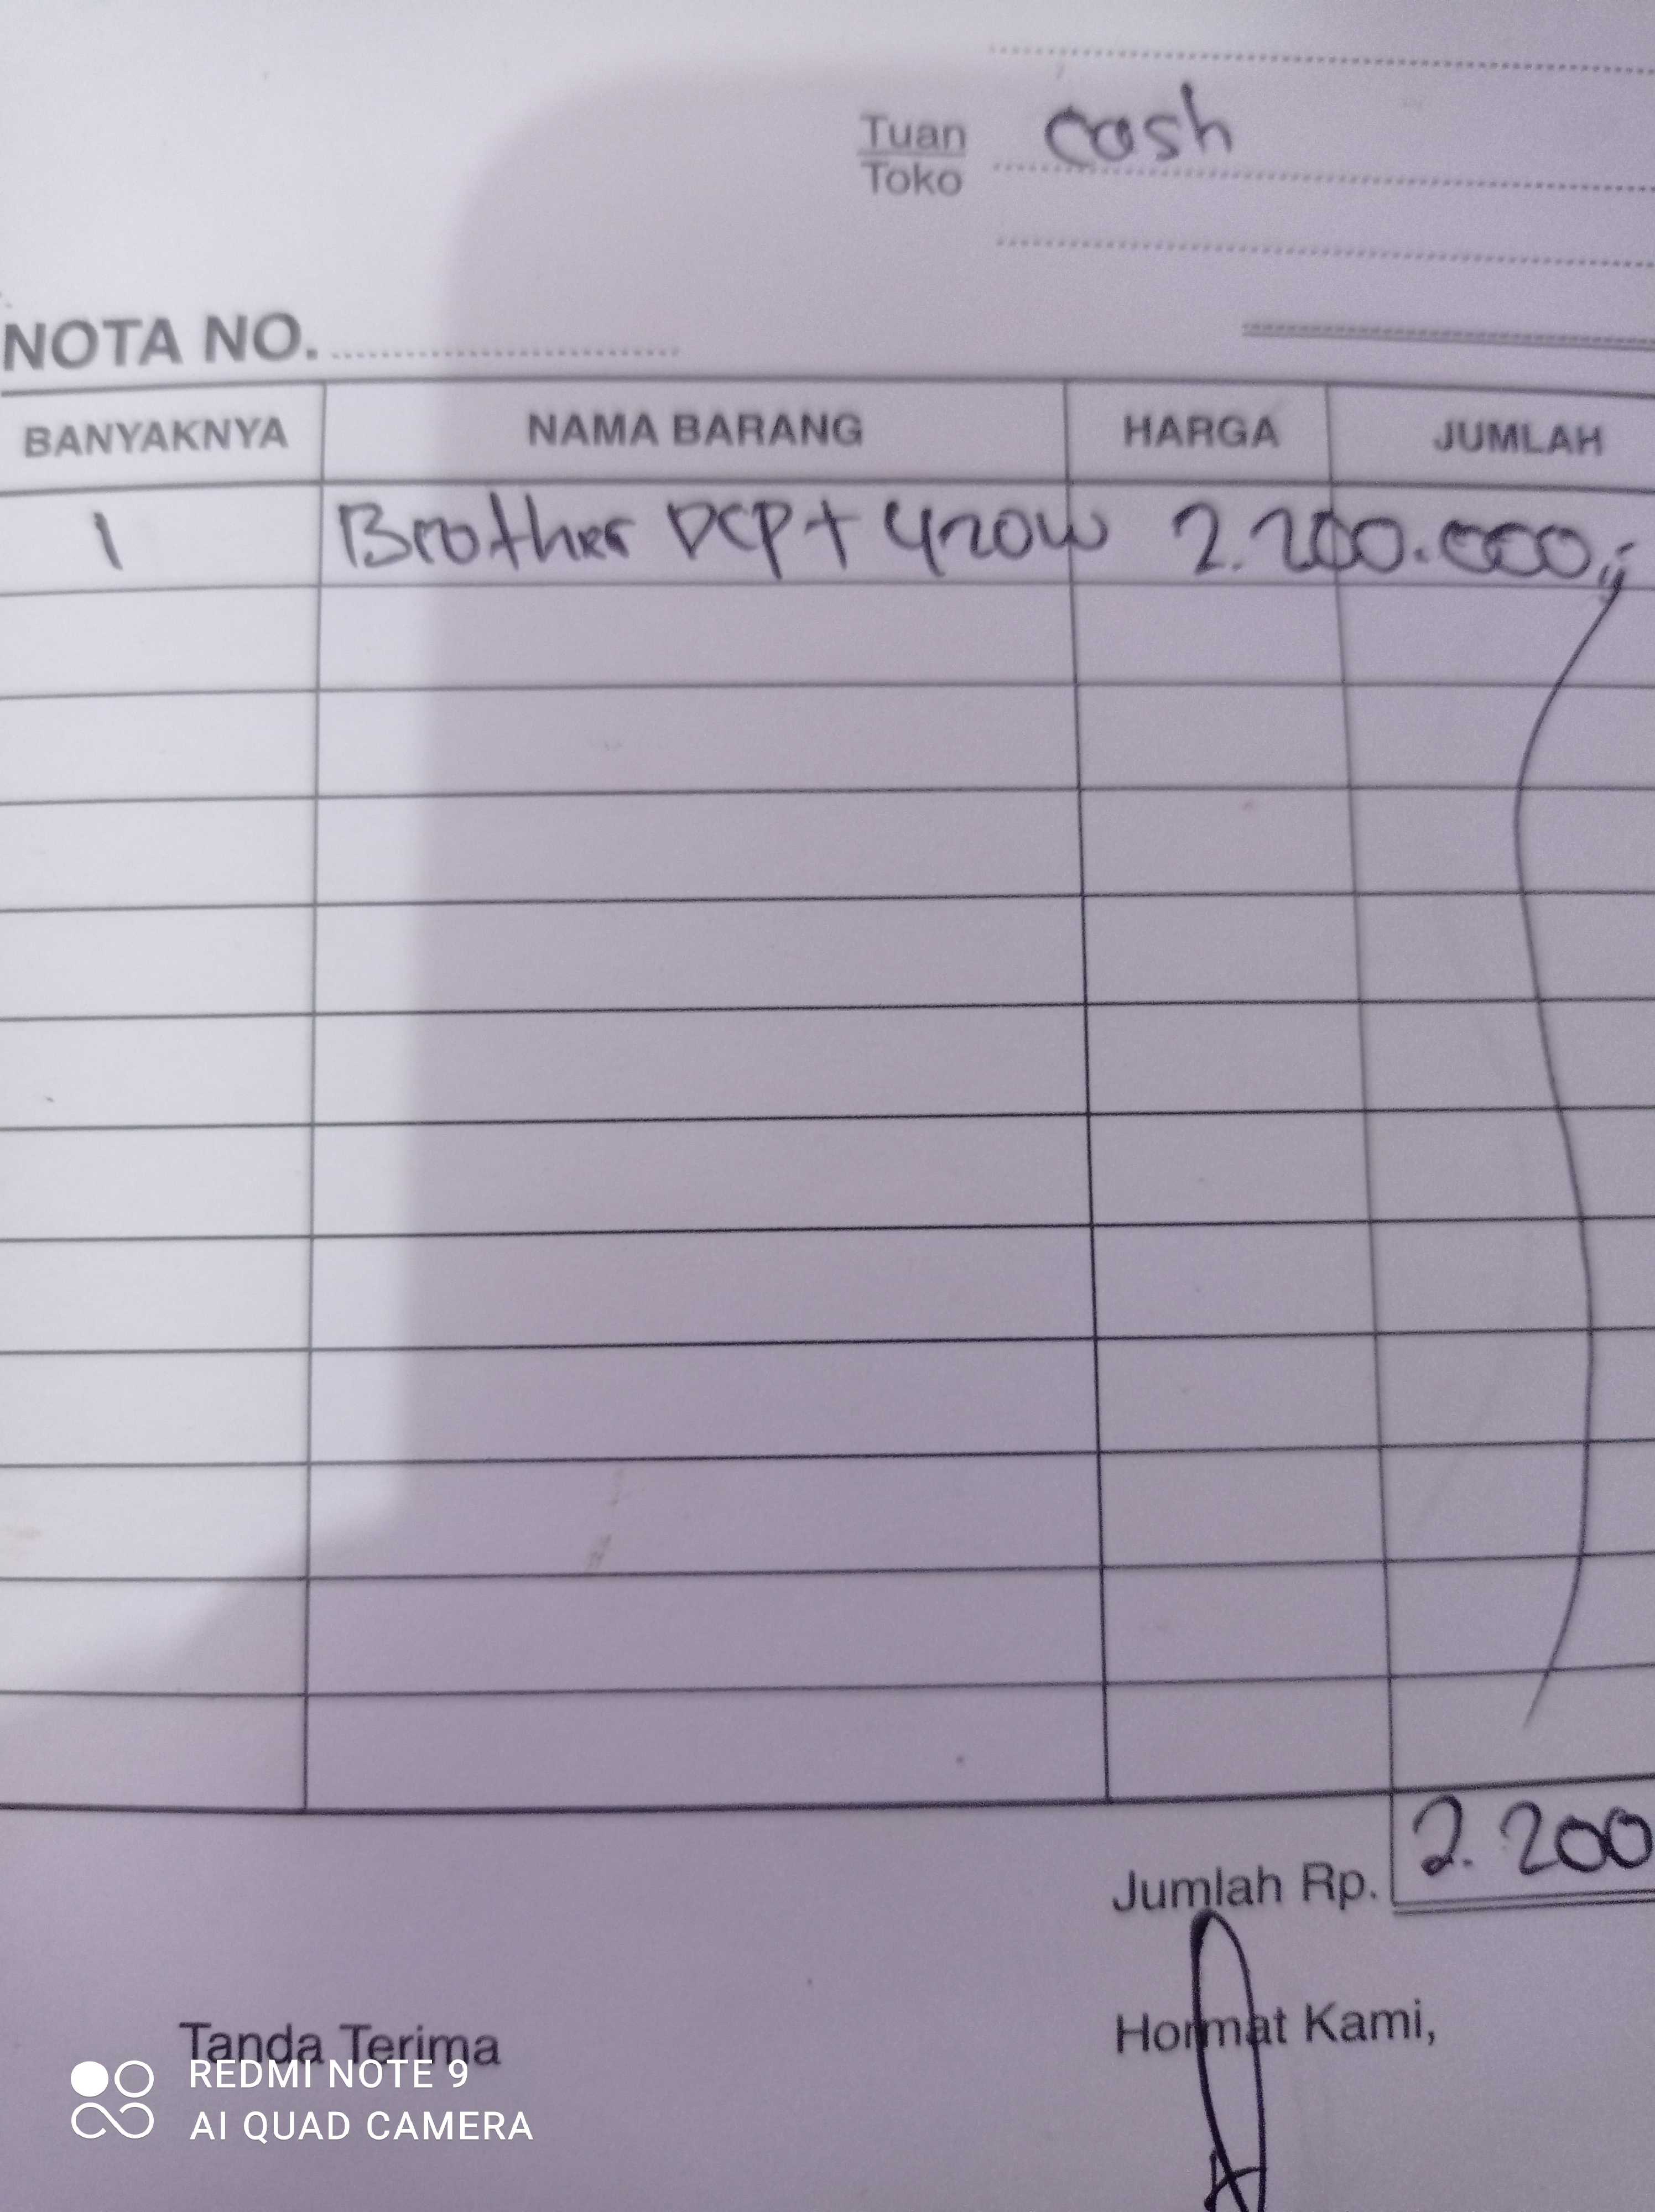 Tuan cash
Toko
NOTA NO.
BANYAKNYA NAMA BARANG HARGA JUMLAH
1 Brother DCP T 420W 2.200.000,-
Jumlah Rp. 2.200
Hormat Kami,
Tanda Terima
REDMI NOTE 9
AI QUAD CAMERA